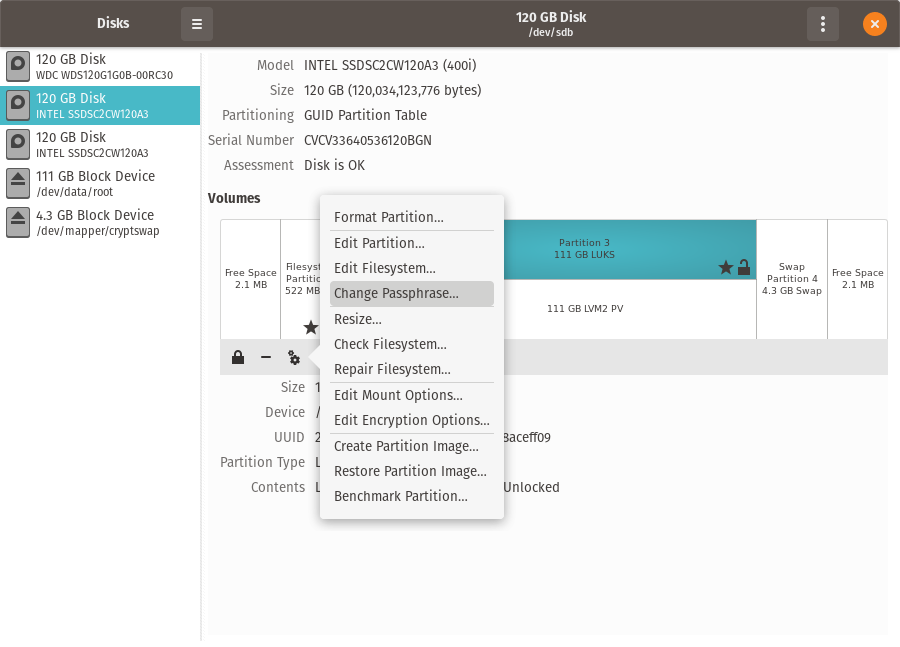 Disks
120 GB Disk
/dev/sdb
120 GB Disk
WDC WDS120G1G0B-00RC30
120 GB Disk
INTEL SSDSC2CW120A3
120 GB Disk
INTEL SSDSC2CW120A3
111 GB Block Device
/dev/data/root
4.3 GB Block Device
/dev/mapper/cryptswap
Model INTEL SSDSC2CW120A3 (400i)
Size 120 GB (120,034,123,776 bytes)
Partitioning GUID Partition Table
Serial Number CVCV33640536120BGN
Assessment Disk is OK
Volumes
Free Space
2.1 MB
Filesyst
Partitio
522 MB
Partition 3
111 GB LUKS
111 GB LVM2 PV
Swap
Partition 4
4.3 GB Swap
Free Space
2.1 MB
Format Partition...
Edit Partition...
Edit Filesystem...
Change Passphrase...
Resize...
Check Filesystem...
Repair Filesystem...
Edit Mount Options...
Edit Encryption Options...
Create Partition Image...
Restore Partition Image...
Benchmark Partition...
Size 1
Device /
UUID 2 8aceff09
Partition Type L
Contents L Unlocked